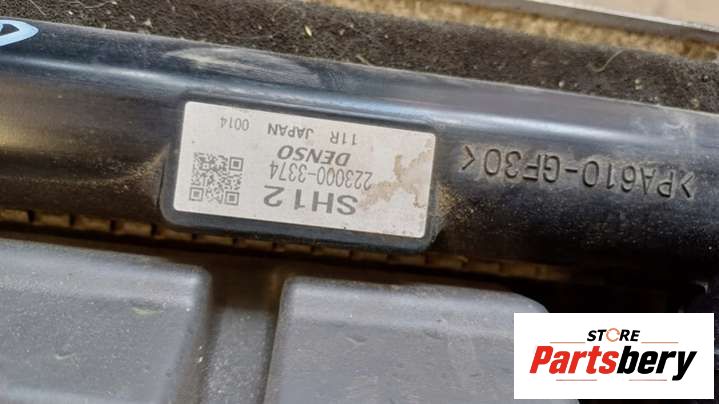 SH12
223000-3374
DENSO
11R JAPAN 0014
>PA610-GF30<
STORE
Partsbery